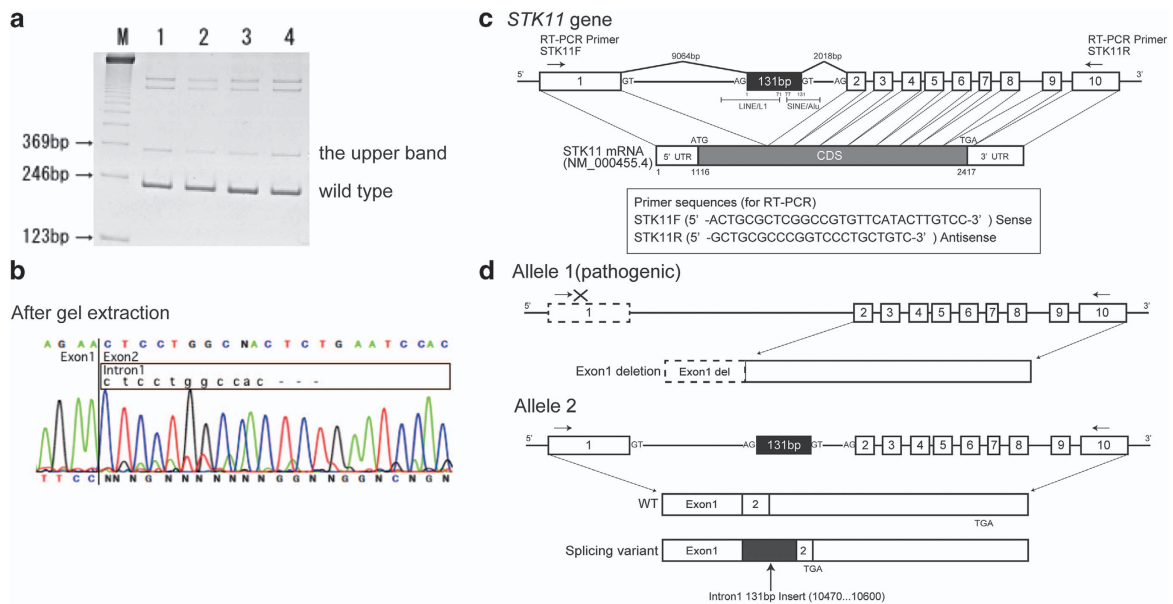 a
M 1 2 3 4
369bp
246bp
123bp
the upper band
wild type
b
After gel extraction
A G A A C T C C T G G C N A C T C T G A A T C C A C
Exon1 Exon2
Intron1
c t c c t g g c c a c - - -
T T C C N N N G N N N N N N N G G N N G G N C N G N
c STK11 gene
RT-PCR Primer
STK11F
RT-PCR Primer
STK11R
9064bp
2018bp
5' 1 GT AG 131bp GT AG 2 3 4 5 6 7 8 9 10 3'
1 71 77 131
LINE/L1 SINE/Alu
ATG TGA
STK11 mRNA
(NM_000455.4)
5' UTR CDS 3' UTR
1 1116 2417
Primer sequences (for RT-PCR)
STK11F (5' -ACTGCGCTCGGCCGTGTTCATACTTGTCC-3' ) Sense
STK11R (5' -GCTGCGCCCGGTCCCTGCTGTC-3' ) Antisense
d Allele 1(pathogenic)
5' 1 2 3 4 5 6 7 8 9 10 3'
Exon1 deletion Exon1 del
Allele 2
5' 1 GT AG 131bp GT AG 2 3 4 5 6 7 8 9 10 3'
WT Exon1 2
TGA
Splicing variant Exon1 2
TGA
Intron1 131bp Insert (10470...10600)